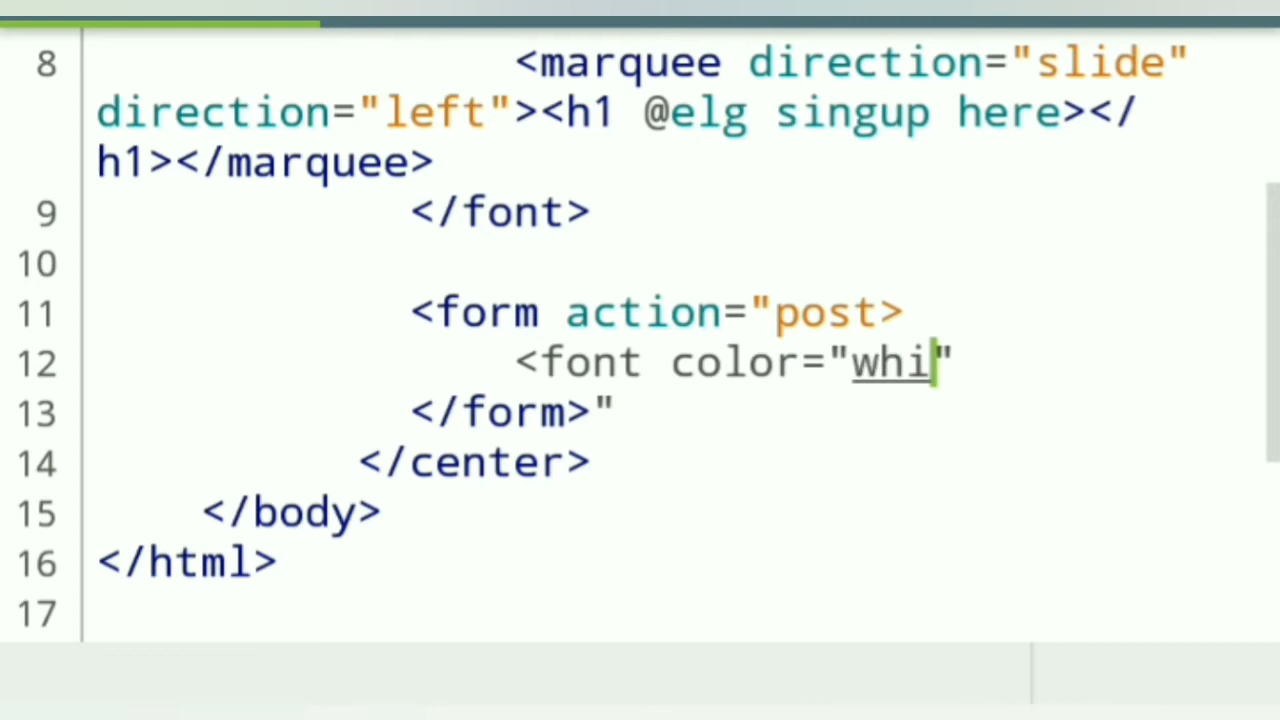 8 <marquee direction="slide"
direction="left"><h1 @elg singup here></
h1></marquee>
9 </font>
10
11 <form action="post>
12 <font color="whi"
13 </form>"
14 </center>
15 </body>
16 </html>
17